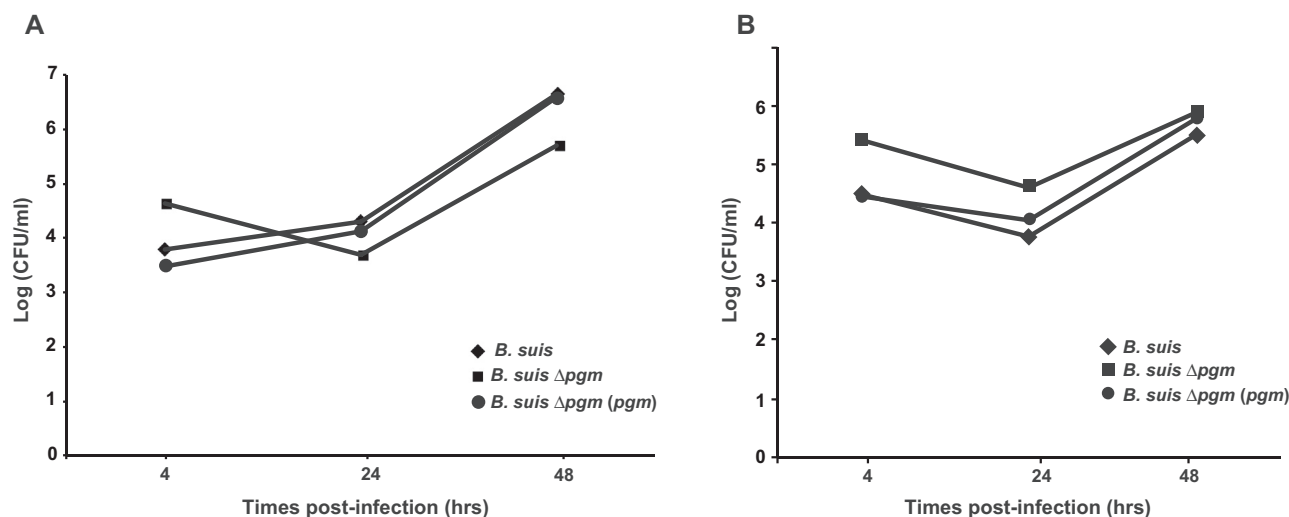 A
7
6
5
4
3
2
1
0
Log (CFU/ml)
4
24
48
Times post-infection (hrs)
B. suis
B. suis Δpgm
B. suis Δpgm (pgm)
B
6
5
4
3
2
1
0
Log (CFU/ml)
4
24
48
Times post-infection (hrs)
B. suis
B. suis Δpgm
B. suis Δpgm (pgm)